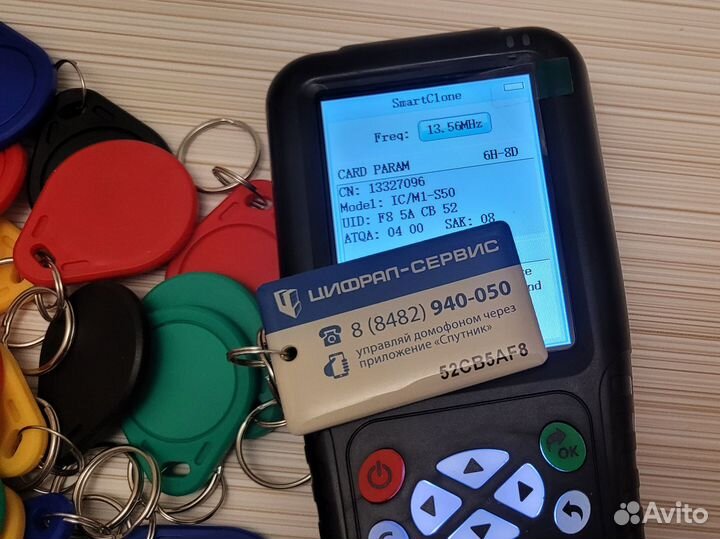 SmartClone
Freq: 13.56MHz
CARD PARAM 6H-8D
CN: 13327096
Model: IC/M1-S50
UID: F8 5A CB 52
ATQA: 04 00 SAK: 08
ЦИФРАЛ-СЕРВИС
8 (8482) 940-050
управляй домофоном через
приложение «Спутник»
52CB5AF8
OK
Avito